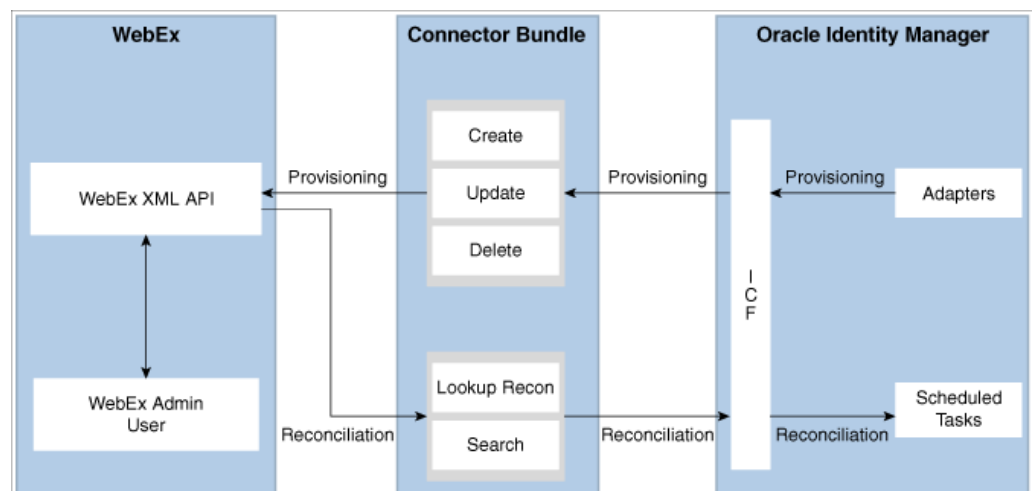 WebEx
Connector Bundle
Oracle Identity Manager
Create
Provisioning
Provisioning
Provisioning
WebEx XML API
Update
Adapters
Delete
I
C
F
WebEx Admin
User
Lookup Recon
Scheduled
Tasks
Reconciliation
Search
Reconciliation
Reconciliation